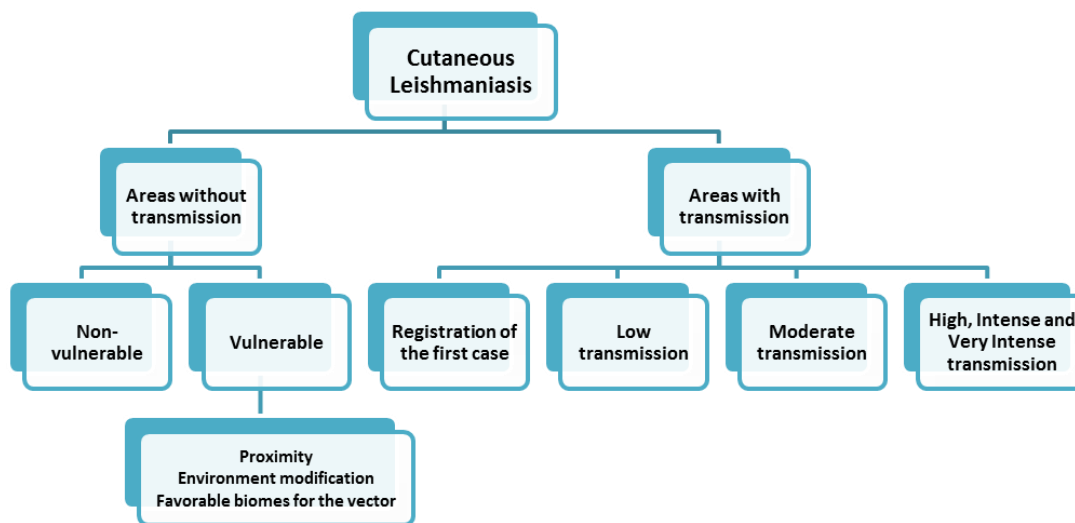 Cutaneous
Leishmaniasis
Areas without
transmission
Areas with
transmission
Non-
vulnerable
Vulnerable
Registration of
the first case
Low
transmission
Moderate
transmission
High, Intense and
Very Intense
transmission
Proximity
Environment modification
Favorable biomes for the vector